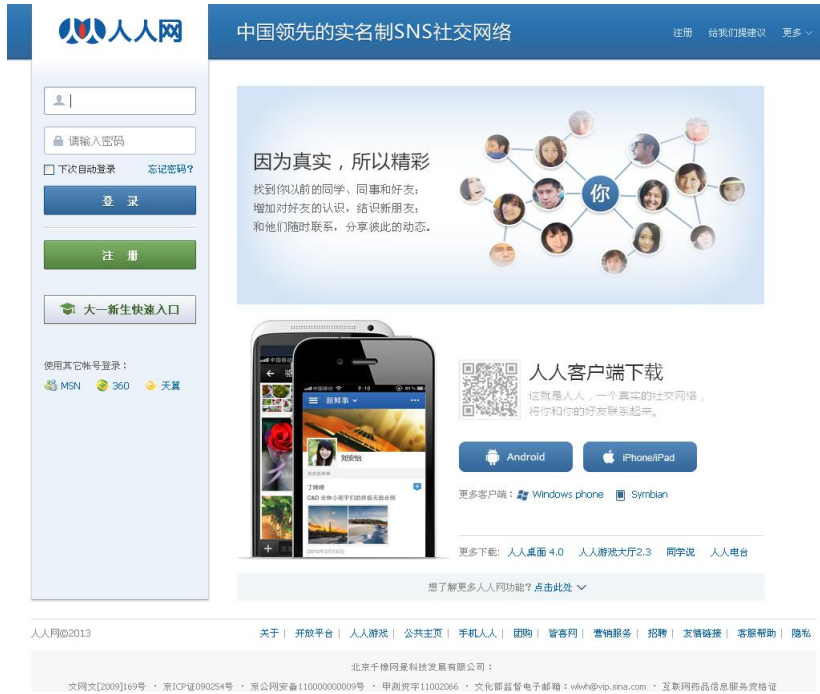 人人网
中国领先的实名制SNS社交网络
注册 给我们提建议 更多
请输入密码
下次自动登录 忘记密码?
登 录
注 册
大一新生快速入口
使用其它帐号登录：
MSN 360 天翼
因为真实，所以精彩
找到你以前的同学、同事和好友；
增加对好友的认识，结识新朋友；
和他们随时联系，分享彼此的动态。
你
中国移动 9:10 81%
新鲜事
刘安怡
丁峰峰
人人客户端下载
这就是人人，一个真实的社交网络，
将你和你的好友联系起来。
Android iPhone/iPad
更多客户端：Windows phone Symbian
更多下载: 人人桌面 4.0 人人游戏大厅2.3 同学说 人人电台
想了解更多人人网功能? 点击此处
人人网©2013
关于 | 开放平台 | 人人游戏 | 公共主页 | 手机人人 | 团购 | 皆喜网 | 营销服务 | 招聘 | 友情链接 | 客服帮助 | 隐私
北京千橡网景科技发展有限公司：
文网文[2009]169号 · 京ICP证090254号 · 京公网安备110000000009号 · 甲测资字11002066 · 文化部监督电子邮箱：wlwh@vip.sina.com · 互联网药品信息服务资格证